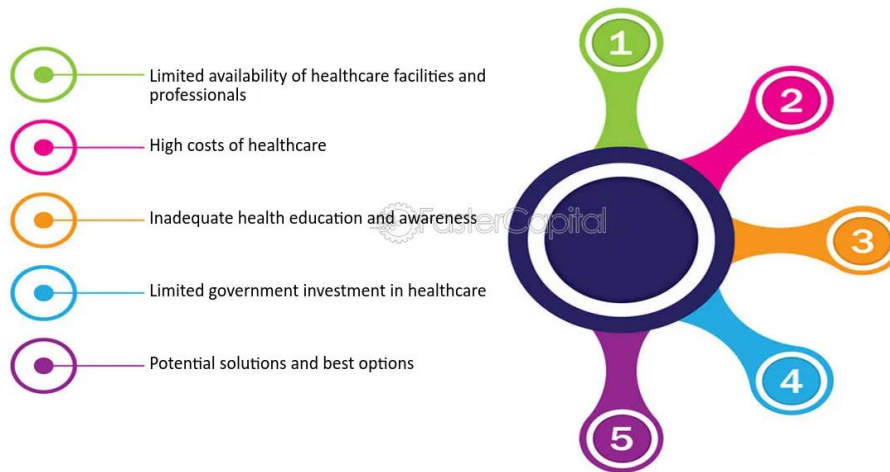 Limited availability of healthcare facilities and
professionals
High costs of healthcare
Inadequate health education and awareness
Limited government investment in healthcare
Potential solutions and best options
FasterCapital
1
2
3
4
5